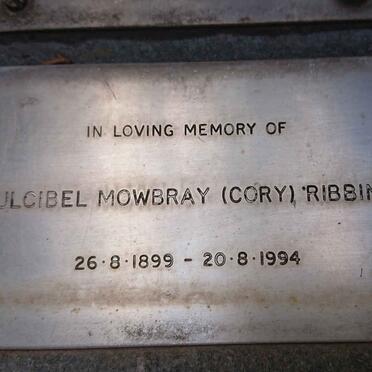 IN LOVING MEMORY OF
ULCIBEL MOWBRAY (CORY) RIBBIN
26·8·1899 - 20·8·1994